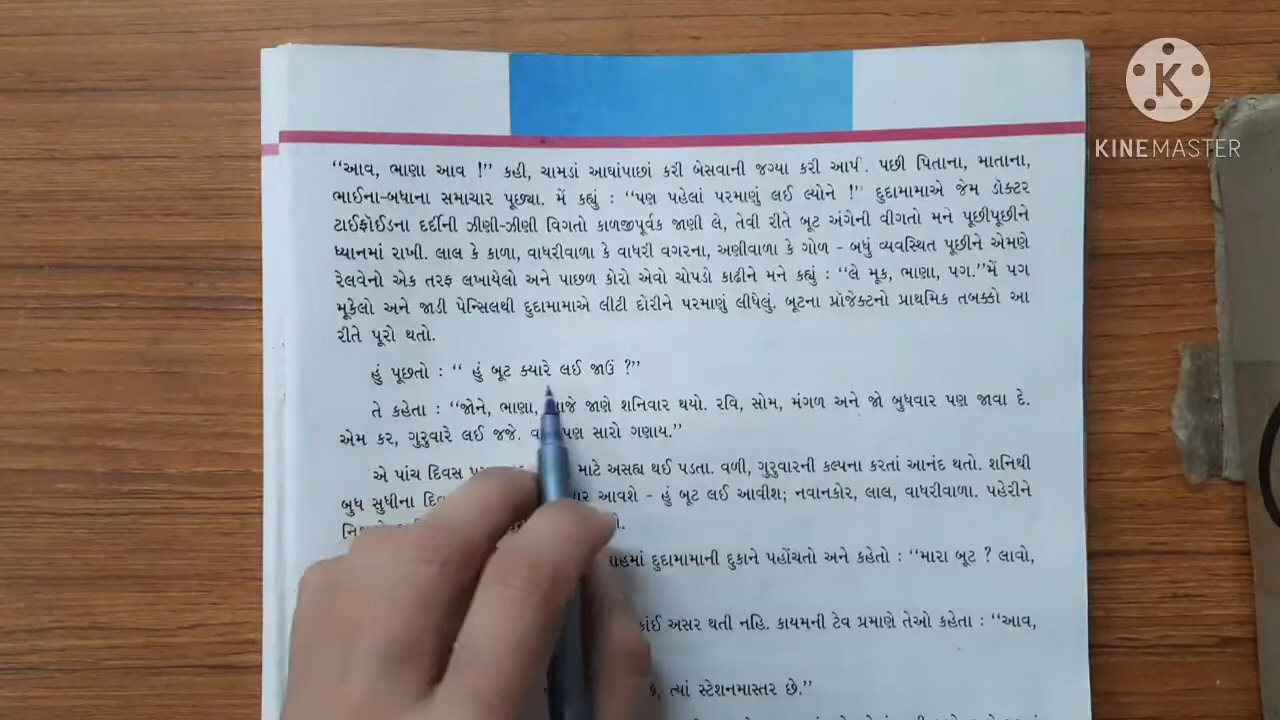 KINEMASTER
“આવ, ભાણા આવ !” કહી, ચામડાં આઘાંપાછાં કરી બેસવાની જગ્યા કરી આપી. પછી પિતાના, માતાના,
ભાઈના-બધાના સમાચાર પૂછ્યા. મેં કહ્યું : “પણ પહેલાં પરમાણું લઈ લ્યોને !” દુદામામાએ જેમ ડૉક્ટર
ટાઈફૉઈડના દર્દીની ઝીણી-ઝીણી વિગતો કાળજીપૂર્વક જાણી લે, તેવી રીતે બૂટ અંગેની વીગતો મને પૂછીપૂછીને
ધ્યાનમાં રાખી. લાલ કે કાળા, વાધરીવાળા કે વાધરી વગરના, અણીવાળા કે ગોળ - બધું વ્યવસ્થિત પૂછીને એમણે
રેલવેનો એક તરફ લખાયેલો અને પાછળ કોરો એવો ચોપડો કાઢીને મને કહ્યું : “લે મૂક, ભાણા, પગ.”મેં પગ
મૂકેલો અને જાડી પેન્સિલથી દુદામામાએ લીટી દોરીને પરમાણું લીધેલું. બૂટના પ્રૉજેક્ટનો પ્રાથમિક તબક્કો આ
રીતે પૂરો થતો.
હું પૂછતો : “ હું બૂટ ક્યારે લઈ જાઉં ?”
તે કહેતા : “જોને, ભાણા, જાણે શનિવાર થયો. રવિ, સોમ, મંગળ અને જો બુધવાર પણ જાવા દે.
એમ કર, ગુરુવારે લઈ જજે. પણ સારો ગણાય.”
એ પાંચ દિવસ માટે અસહ્ય થઈ પડતા. વળી, ગુરુવારની કલ્પના કરતાં આનંદ થતો. શનિથી
બુધ સુધીના આવશે - હું બૂટ લઈ આવીશ; નવાનકોર, લાલ, વાધરીવાળા. પહેરીને
દુદામામાની દુકાને પહોંચતો અને કહેતો : “મારા બૂટ ? લાવો,
કાંઈ અસર થતી નહિ. કાયમની ટેવ પ્રમાણે તેઓ કહેતા : “આવ,
ત્યાં સ્ટેશનમાસ્તર છે.”